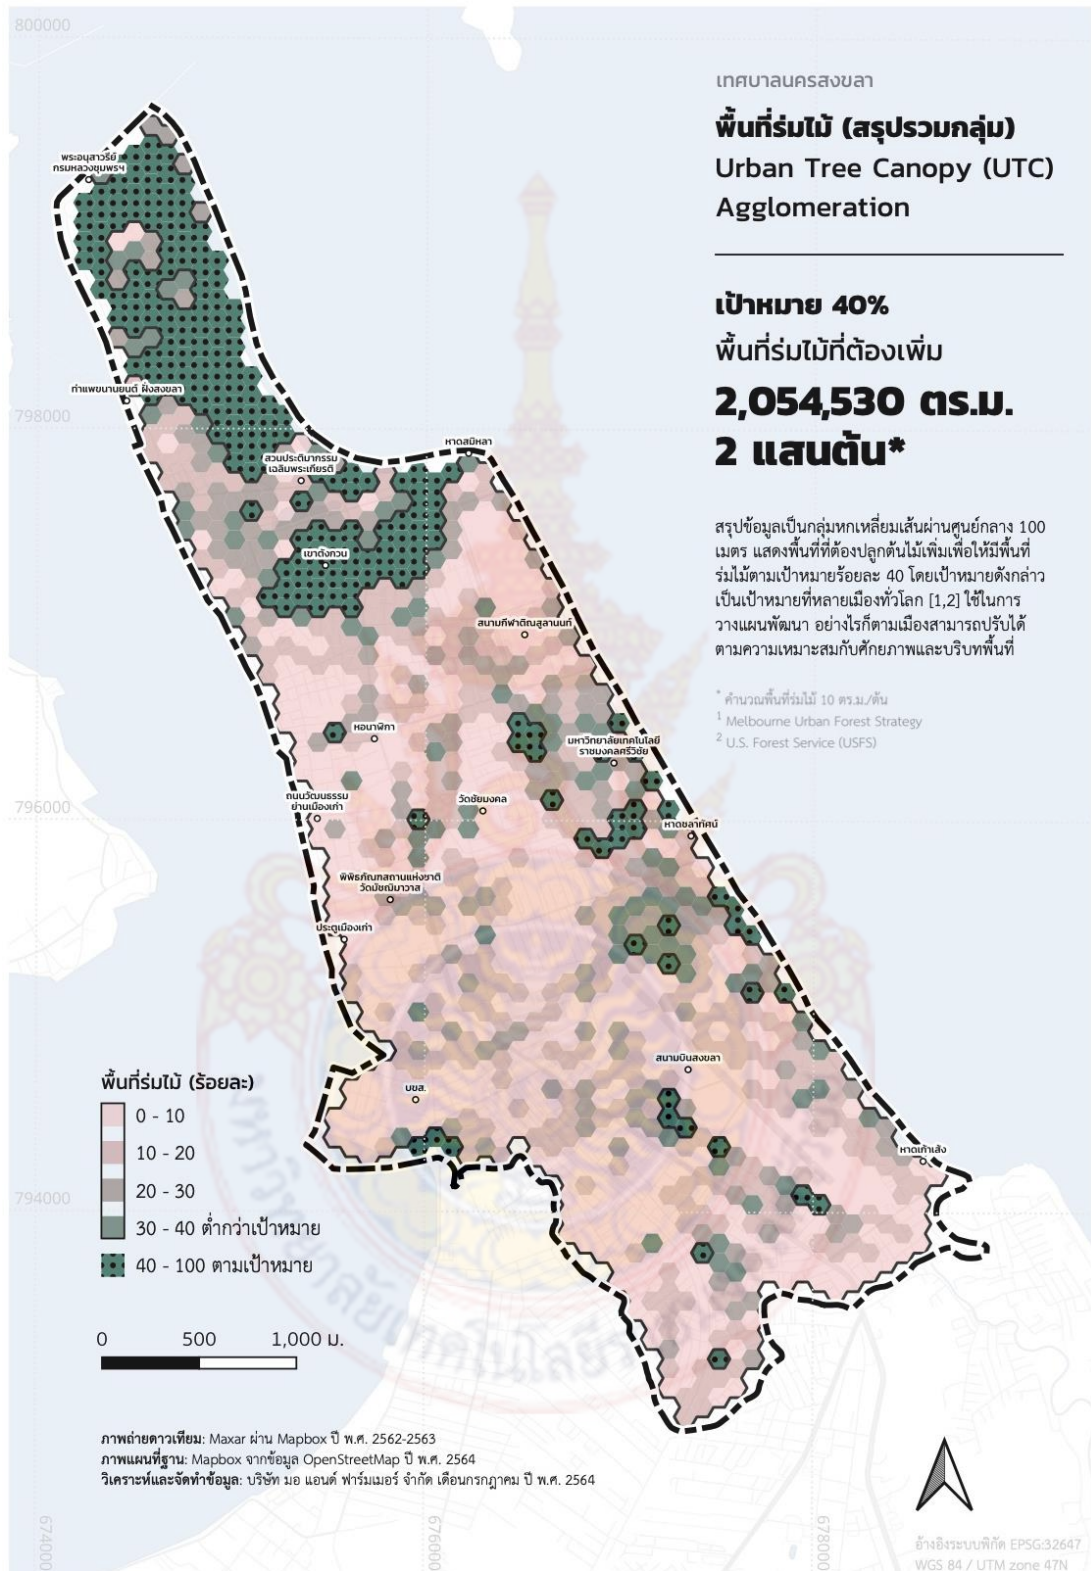 800000
เทศบาลนครสงขลา
พื้นที่ร่มไม้ (สรุปรวมกลุ่ม)
Urban Tree Canopy (UTC)
Agglomeration
เป้าหมาย 40%
พื้นที่ร่มไม้ที่ต้องเพิ่ม
2,054,530 ตร.ม.
2 แสนต้น*
สรุปข้อมูลเป็นกลุ่มหกเหลี่ยมเส้นผ่านศูนย์กลาง 100
เมตร แสดงพื้นที่ที่ต้องปลูกต้นไม้เพิ่มเพื่อให้มีพื้นที่
ร่มไม้ตามเป้าหมายร้อยละ 40 โดยเป้าหมายดังกล่าว
เป็นเป้าหมายที่หลายเมืองทั่วโลก [1,2] ใช้ในการ
วางแผนพัฒนา อย่างไรก็ตามเมืองสามารถปรับได้
ตามความเหมาะสมกับศักยภาพและบริบทพื้นที่
* คำนวณพื้นที่ร่มไม้ 10 ตร.ม./ต้น
1 Melbourne Urban Forest Strategy
2 U.S. Forest Service (USFS)
พระอนุสาวรีย์
กรมหลวงชุมพรฯ
ท่าแพขนานยนต์ ฝั่งสงขลา
798000
หาดสมิหลา
สวนประติมากรรม
เฉลิมพระเกียรติ
เขาตังกวน
สนามกีฬาติณสูลานนท์
หอนาฬิกา
มหาวิทยาลัยเทคโนโลยี
ราชมงคลศรีวิชัย
ถนนวัฒนธรรม
ย่านเมืองเก่า
วัดชัยมงคล
796000
หาดชลาทัศน์
พิพิธภัณฑสถานแห่งชาติ
วัดมัชฌิมาวาส
ประตูเมืองเก่า
สนามบินสงขลา
บขส.
หาดเก้าเส้ง
794000
พื้นที่ร่มไม้ (ร้อยละ)
0 - 10
10 - 20
20 - 30
30 - 40 ต่ำกว่าเป้าหมาย
40 - 100 ตามเป้าหมาย
0 500 1,000 ม.
ภาพถ่ายดาวเทียม: Maxar ผ่าน Mapbox ปี พ.ศ. 2562-2563
ภาพแผนที่ฐาน: Mapbox จากข้อมูล OpenStreetMap ปี พ.ศ. 2564
วิเคราะห์และจัดทำข้อมูล: บริษัท มอ แอนด์ ฟาร์มเมอร์ จำกัด เดือนกรกฎาคม ปี พ.ศ. 2564
674000
676000
678000
อ้างอิงระบบพิกัด EPSG:32647
WGS 84 / UTM zone 47N